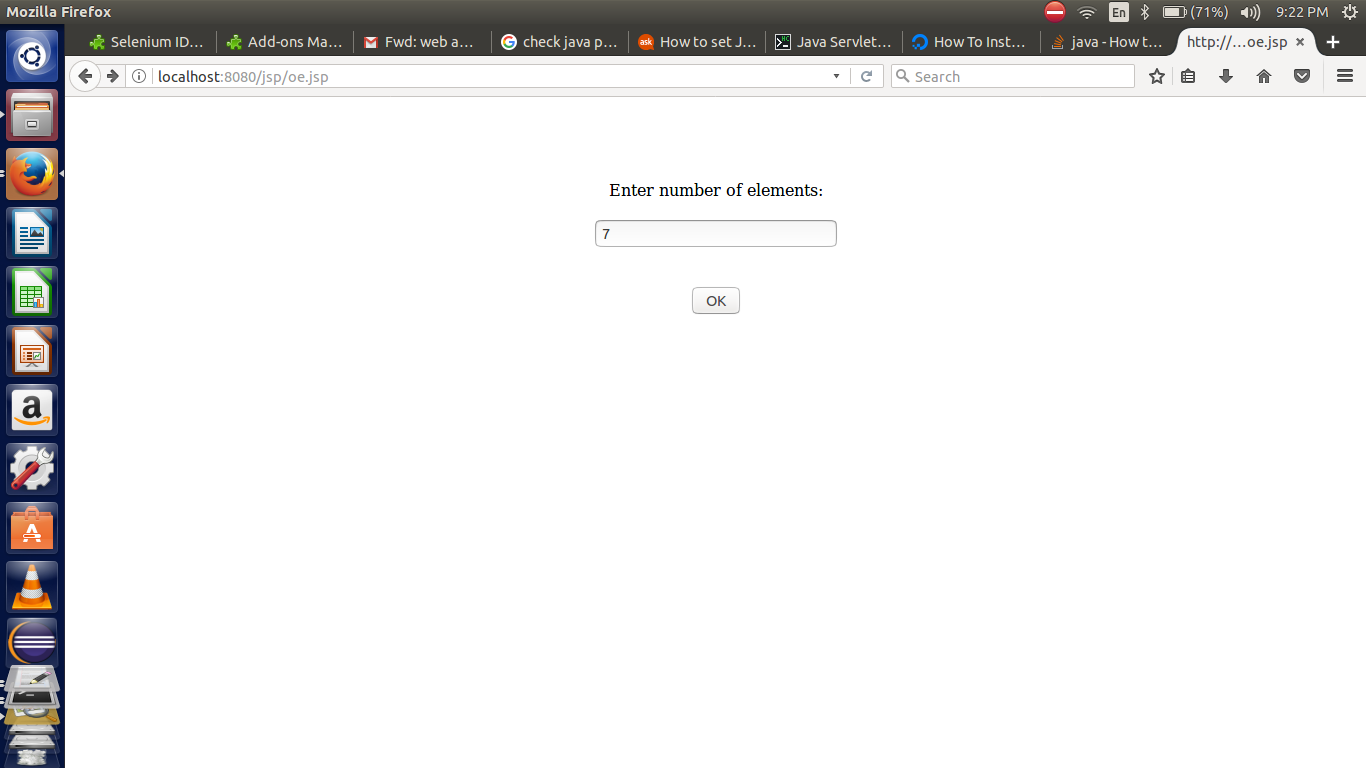 Mozilla Firefox
En
(71%)
9:22 PM
Selenium ID...
Add-ons Ma...
Fwd: web a...
check java p...
ask
How to set J...
Java Servlet...
How To Inst...
java - How t...
http://...oe.jsp
localhost:8080/jsp/oe.jsp
Search
Enter number of elements:
7
OK
a
A